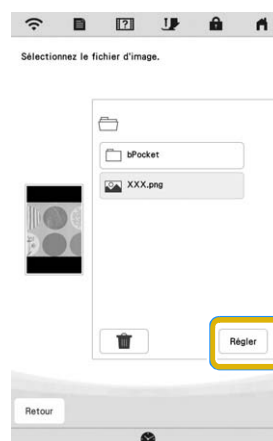 Sélectionnez le fichier d'image.
bPocket
XXX.png
Régler
Retour